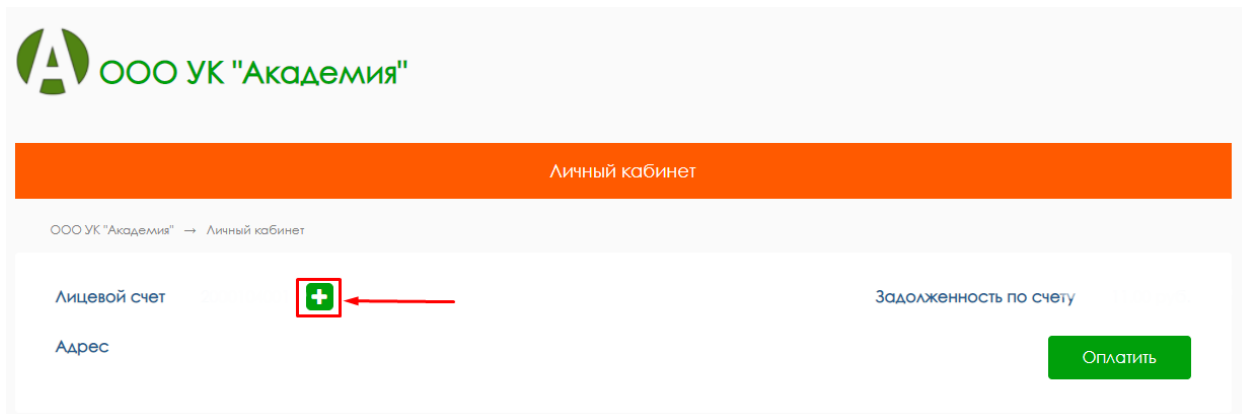 ООО УК "Академия"
Личный кабинет
ООО УК "Академия" → Личный кабинет
Лицевой счет
Задолженность по счету
Адрес
Оплатить